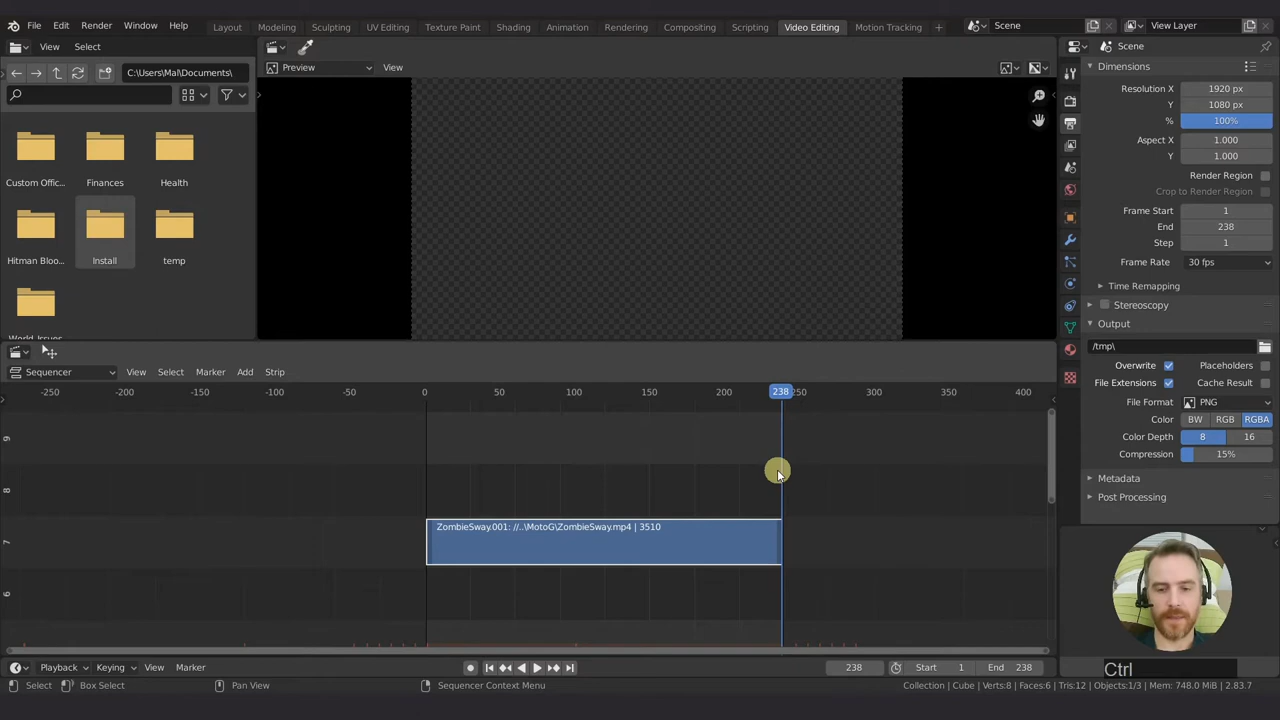 File Edit Render Window Help Layout Modeling Sculpting UV Editing Texture Paint Shading Animation Rendering Compositing Scripting Video Editing Motion Tracking + Scene View Layer
View Select
Scene
C:\Users\Mal\Documents\
Preview View
Custom Offic...
Finances
Health
Hitman Bloo...
Install
temp
Dimensions
Resolution X 1920 px
Y 1080 px
% 100%
Aspect X 1.000
Y 1.000
Render Region
Crop to Render Region
Frame Start 1
End 238
Step 1
Frame Rate 30 fps
Time Remapping
Stereoscopy
Output
/tmp\
Overwrite Placeholders
File Extensions Cache Result
File Format PNG
Color BW RGB RGBA
Color Depth 8 16
Compression 15%
Metadata
Post Processing
Sequencer View Select Marker Add Strip
-250 -200 -150 -100 -50 0 50 100 150 200 238 250 300 350 400
9
8
7
6
ZombieSway.001: //..\MotoG\ZombieSway.mp4 | 3510
Playback Keying View Marker 238 Start 1 End 238
Ctrl
Select Box Select Pan View Sequencer Context Menu Collection | Cube | Verts:8 | Faces:6 | Tris:12 | Objects:1/3 | Mem: 748.0 MiB | 2.83.7